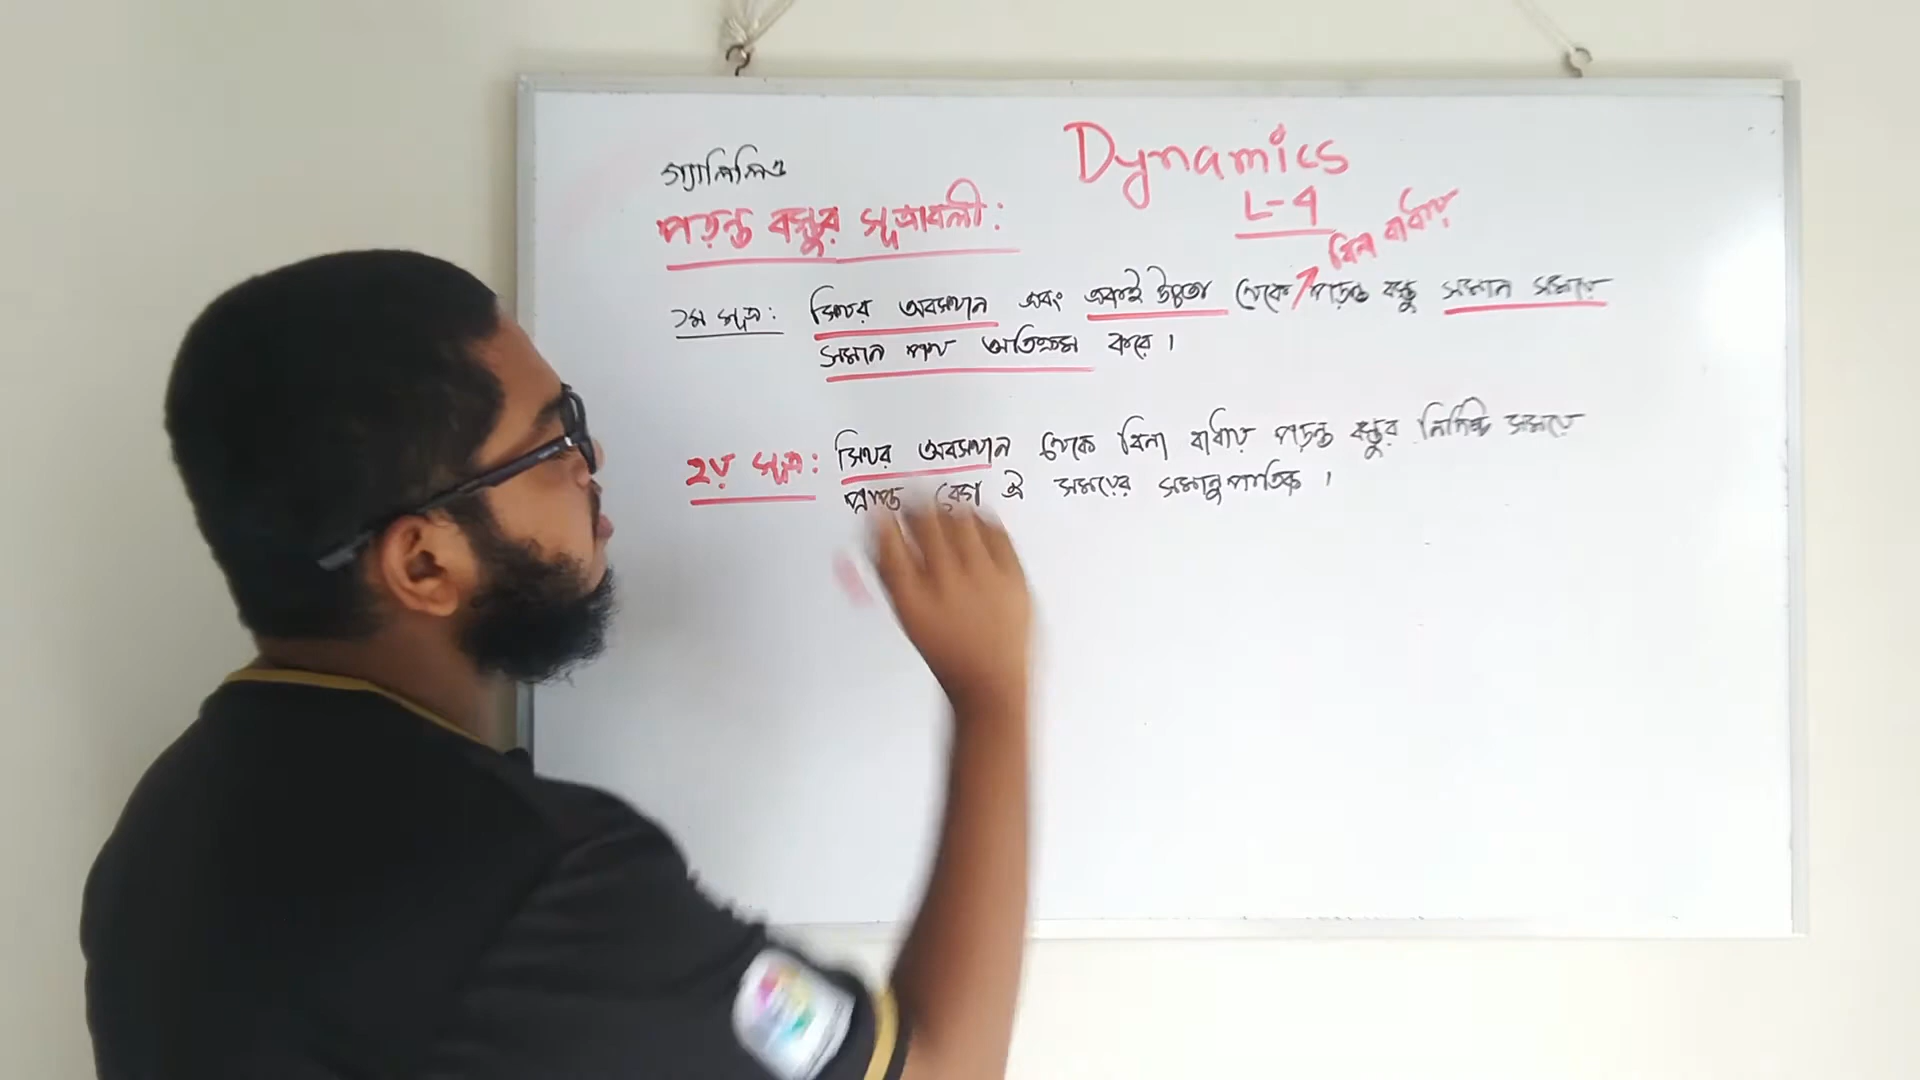 গ্যালিলিও
Dynamics
L-4
পড়ন্ত বস্তুর সূত্রাবলী:
বিনা বাধায়
১ম সূত্র: স্থির অবস্থান এবং একই উচ্চতা থেকে পড়ন্ত বস্তু সমান সময়ে
সমান পথ অতিক্রম করে।
২য় সূত্র: স্থির অবস্থান থেকে বিনা বাধায় পড়ন্ত বস্তুর নির্দিষ্ট সময়ে
প্রাপ্ত বেগ ঐ সময়ের সমানুপাতিক।